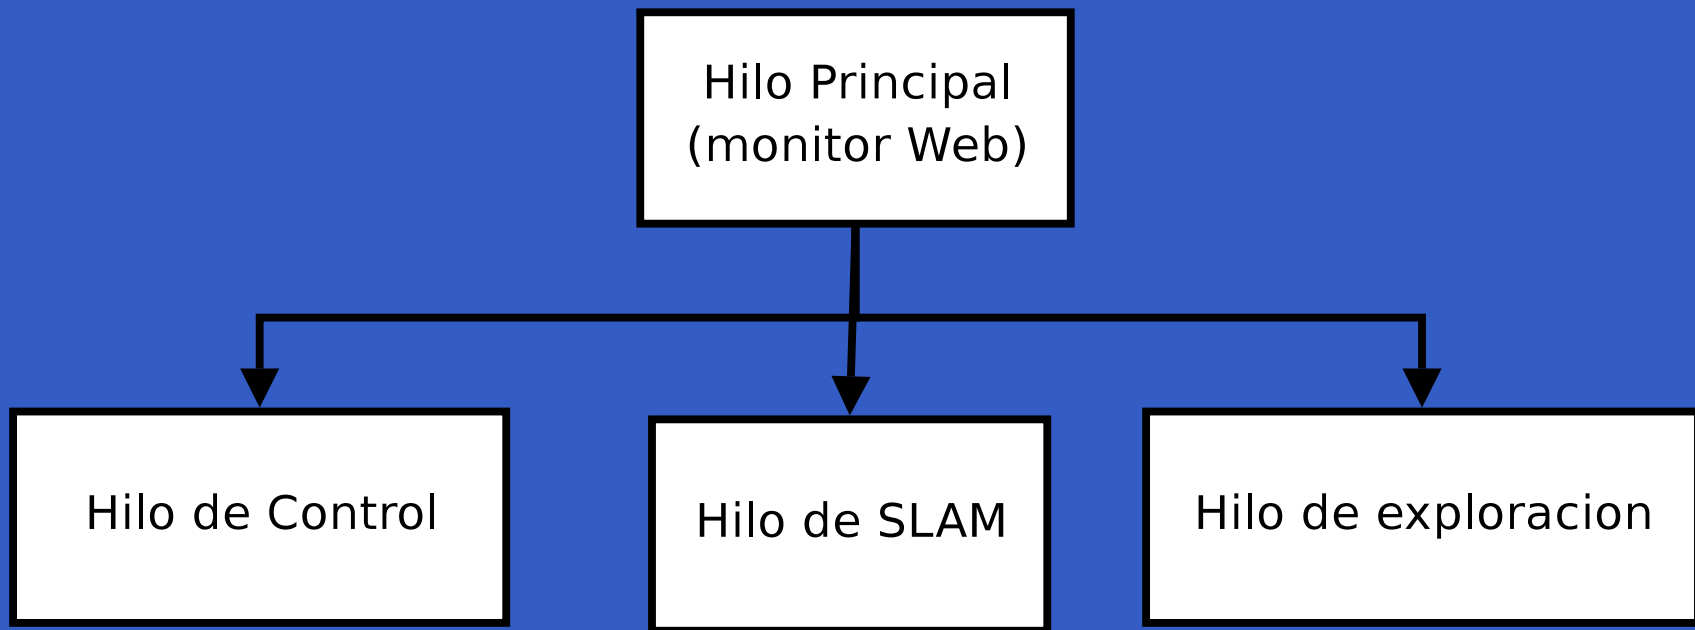 Hilo Principal
(monitor Web)
Hilo de Control
Hilo de SLAM
Hilo de exploracion